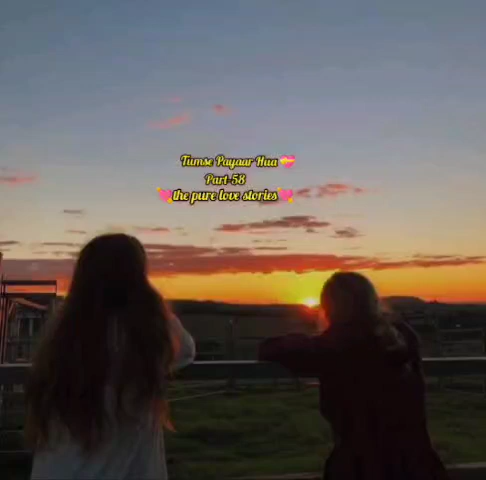 Tumse Payaar Hua 💝
Part-58
💘the pure love stories💘